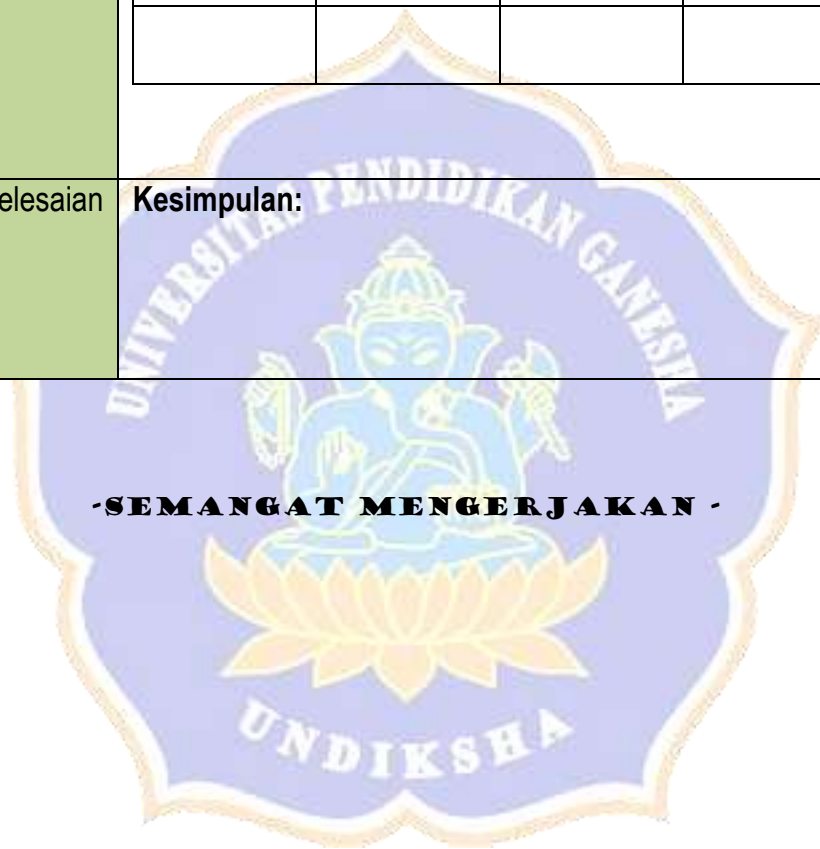 elesaian Kesimpulan:
UNIVERSITAS PENDIDIKAN GANESHA
-SEMANGAT MENGERJAKAN -
UNDIKSHA